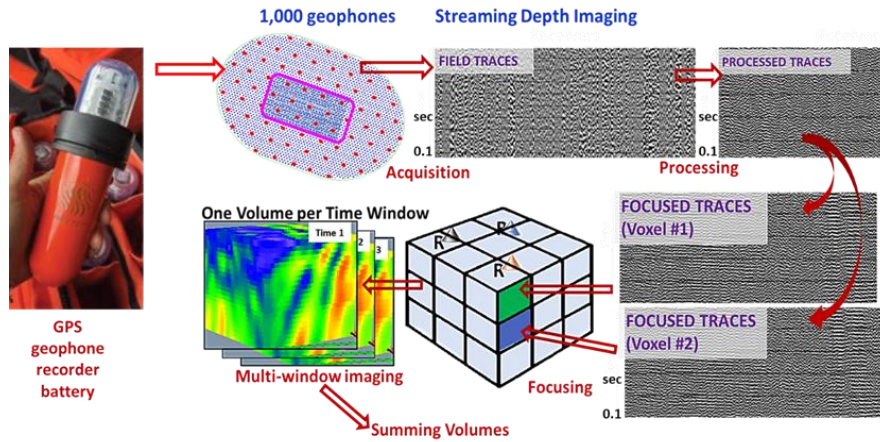 1,000 geophones
Streaming Depth Imaging
FIELD TRACES
PROCESSED TRACES
sec
0.1
sec
0.1
Acquisition
Processing
One Volume per Time Window
Time 1
2
3
R
R
R
FOCUSED TRACES
(Voxel #1)
FOCUSED TRACES
(Voxel #2)
sec
0.1
GPS
geophone
recorder
battery
Multi-window imaging
Focusing
Summing Volumes